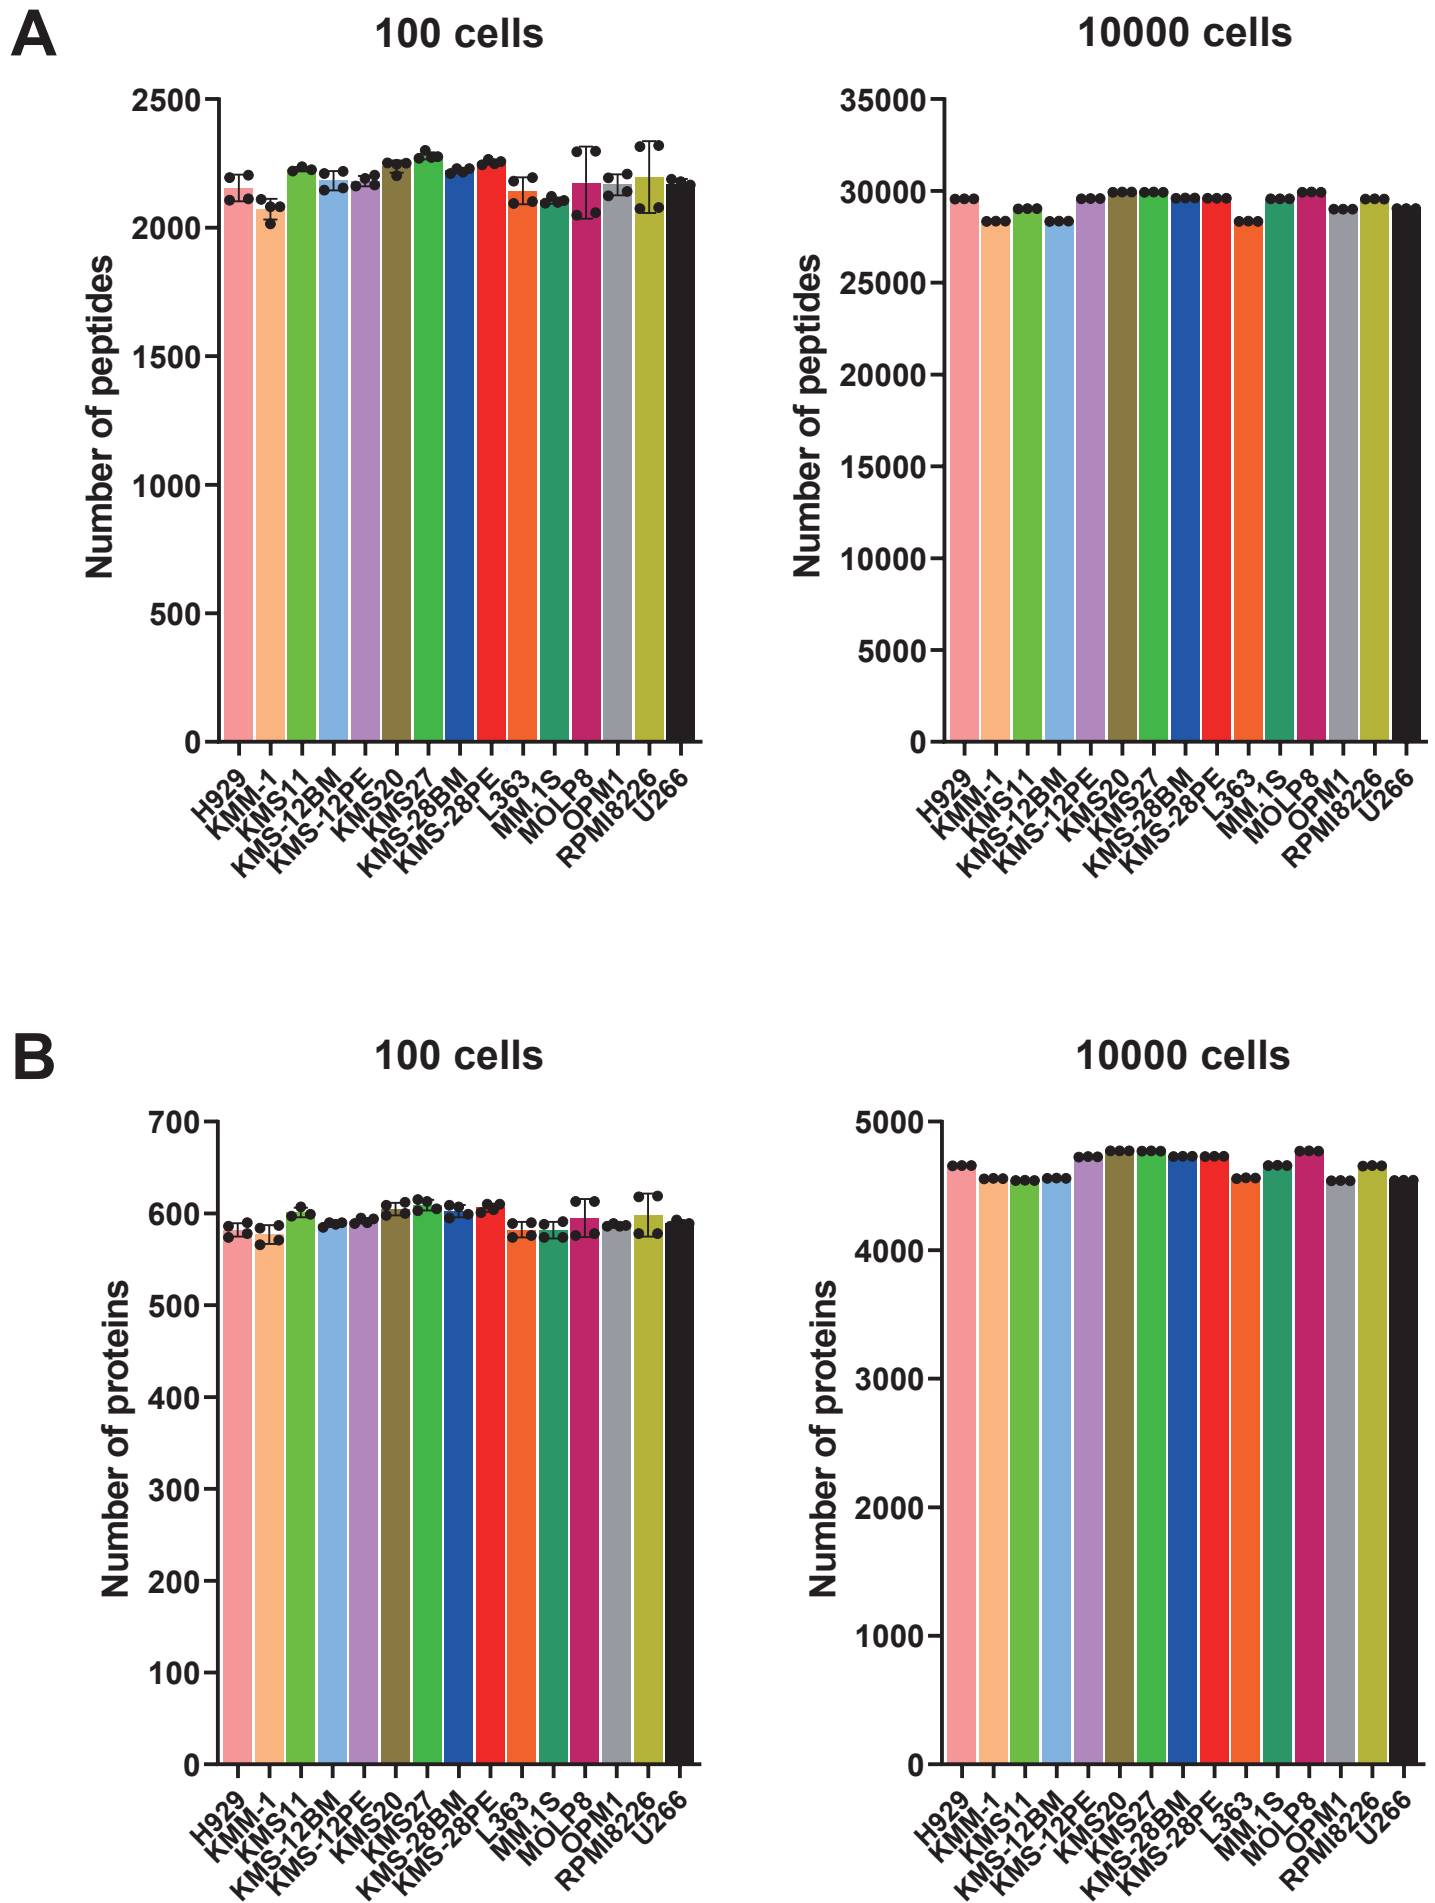 A
100 cells
10000 cells
Number of peptides
2500
2000
1500
1000
500
0
H929
KMM-1
KMS11
KMS-12BM
KMS-12PE
KMS20
KMS27
KMS-28BM
KMS-28PE
L363
MM.1S
MOLP8
OPM1
RPMI8226
U266
Number of peptides
35000
30000
25000
20000
15000
10000
5000
0
H929
KMM-1
KMS11
KMS-12BM
KMS-12PE
KMS20
KMS27
KMS-28BM
KMS-28PE
L363
MM.1S
MOLP8
OPM1
RPMI8226
U266
B
100 cells
10000 cells
Number of proteins
700
600
500
400
300
200
100
0
H929
KMM-1
KMS11
KMS-12BM
KMS-12PE
KMS20
KMS27
KMS-28BM
KMS-28PE
L363
MM.1S
MOLP8
OPM1
RPMI8226
U266
Number of proteins
5000
4000
3000
2000
1000
0
H929
KMM-1
KMS11
KMS-12BM
KMS-12PE
KMS20
KMS27
KMS-28BM
KMS-28PE
L363
MM.1S
MOLP8
OPM1
RPMI8226
U266